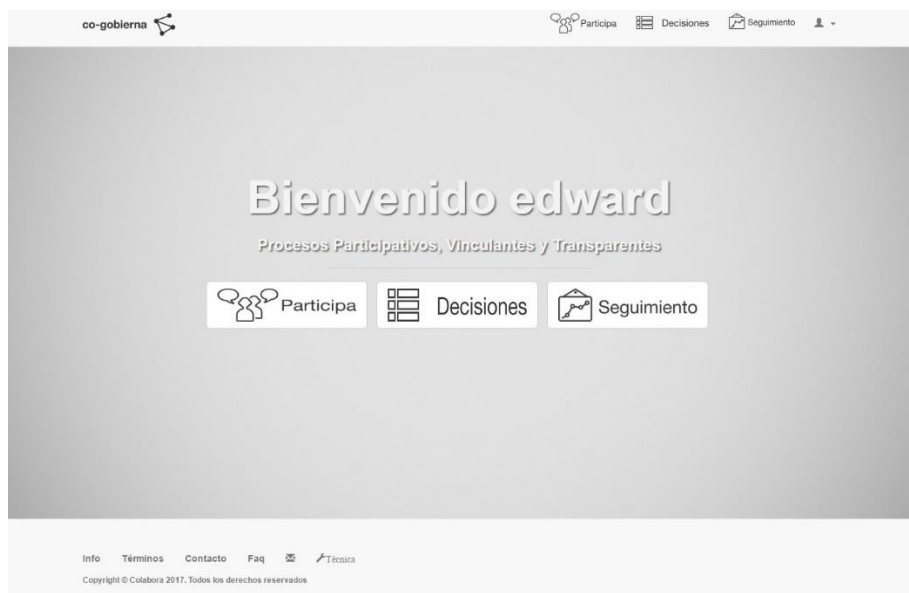 co-gobierna
Participa Decisiones Seguimiento
Bienvenido edward
Procesos Participativos, Vinculantes y Transparentes
Participa Decisiones Seguimiento
Info Términos Contacto Faq Técnica
Copyright © Colabora 2017. Todos los derechos reservados